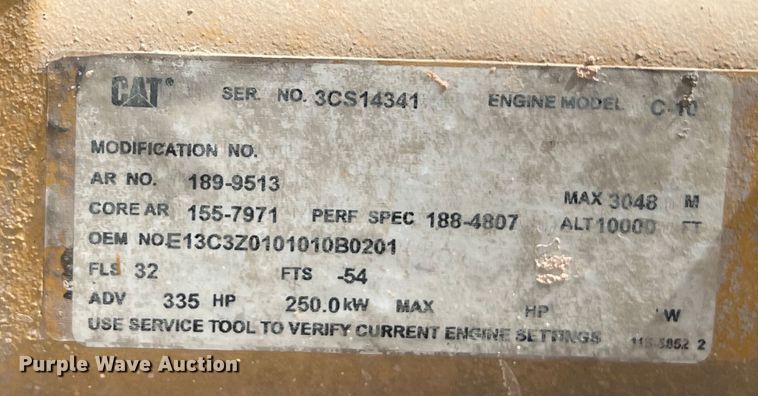 CAT® SER. NO. 3CS14341 ENGINE MODEL C-10
MODIFICATION NO.
AR NO. 189-9513 MAX 3048 M
CORE AR 155-7971 PERF SPEC 188-4807 ALT 10000 FT
OEM NO.E13C3Z0101010B0201
FLS 32 FTS -54
ADV 335 HP 250.0 kW MAX HP W
USE SERVICE TOOL TO VERIFY CURRENT ENGINE SETTINGS 2
Purple Wave Auction